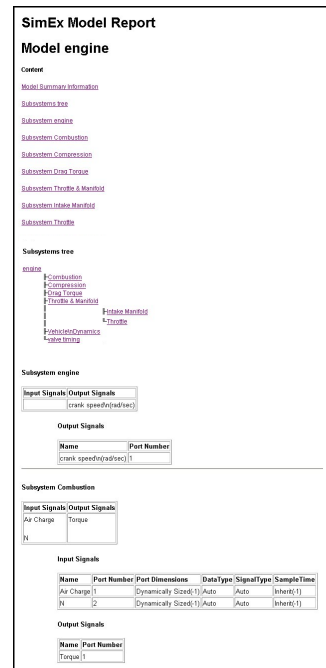 SimEx Model Report
Model engine
Content
Model Summary Information
Subsystems tree
Subsystem engine
Subsystem Combustion
Subsystem Compression
Subsystem Drag Torque
Subsystem Throttle & Manifold
Subsystem Intake Manifold
Subsystem Throttle
Subsystems tree
engine
Combustion
Compression
Drag Torque
Throttle & Manifold
Intake Manifold
Throttle
Vehicle\nDynamics
valve timing
Subsystem engine
Input Signals Output Signals
crank speed\n(rad/sec)
Output Signals
Name Port Number
crank speed\n(rad/sec) 1
Subsystem Combustion
Input Signals Output Signals
Air Charge Torque
N
Input Signals
Name Port Number Port Dimensions DataType SignalType SampleTime
Air Charge 1 Dynamically Sized(-1) Auto Auto Inherit(-1)
N 2 Dynamically Sized(-1) Auto Auto Inherit(-1)
Output Signals
Name Port Number
Torque 1